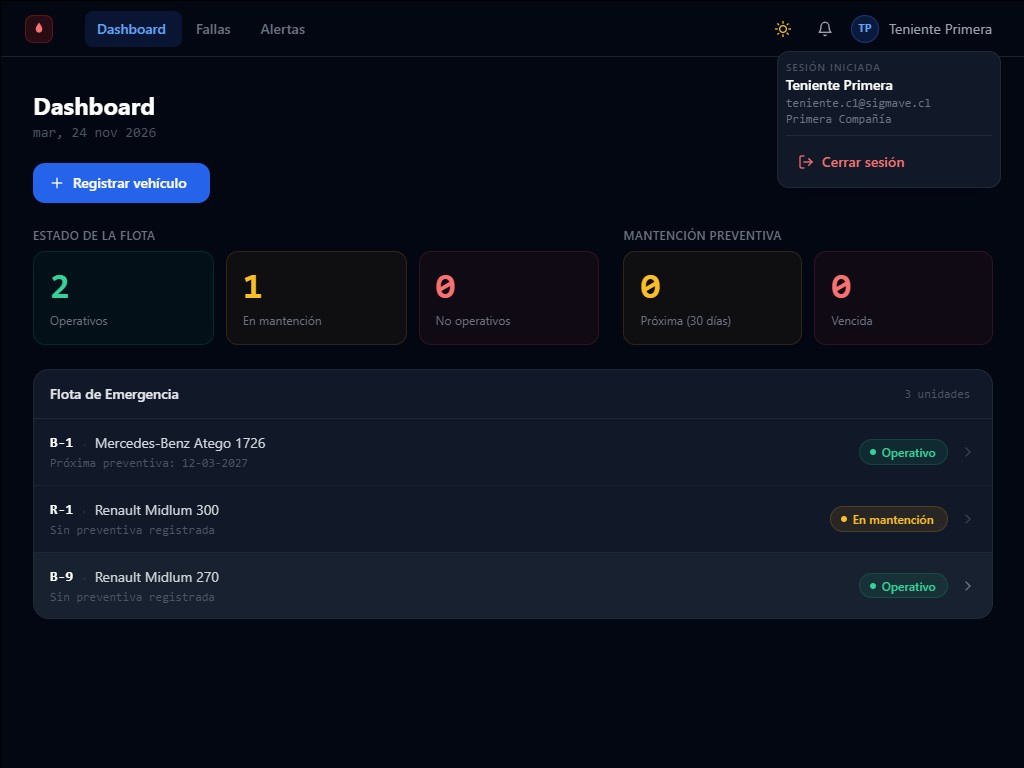 Dashboard Fallas Alertas TP Teniente Primera
SESIÓN INICIADA
Teniente Primera
teniente.c1@sigmave.cl
Primera Compañía
Cerrar sesión
Dashboard
mar, 24 nov 2026
+ Registrar vehículo
ESTADO DE LA FLOTA
2
Operativos
1
En mantención
0
No operativos
MANTENCIÓN PREVENTIVA
0
Próxima (30 días)
0
Vencida
Flota de Emergencia 3 unidades
B-1 · Mercedes-Benz Atego 1726 Operativo
Próxima preventiva: 12-03-2027
R-1 · Renault Midlum 300 En mantención
Sin preventiva registrada
B-9 · Renault Midlum 270 Operativo
Sin preventiva registrada